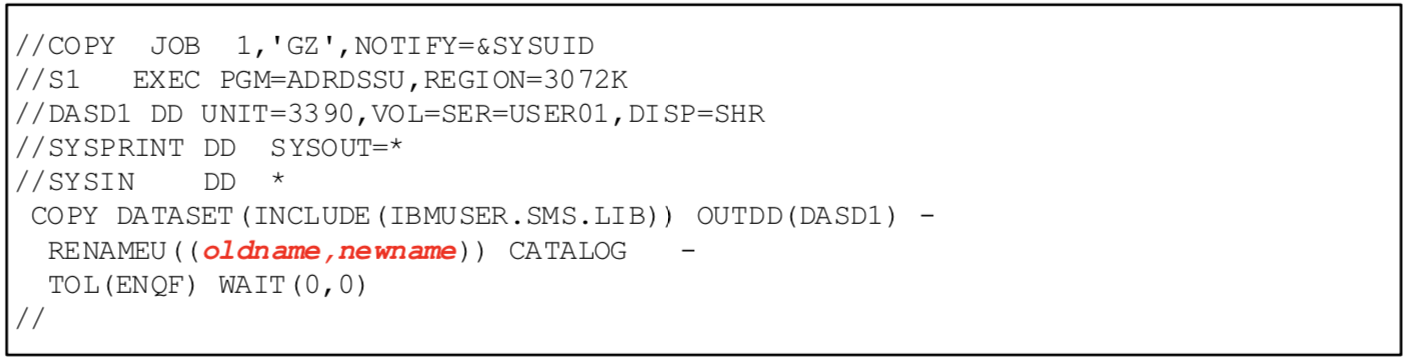 //COPY  JOB  1,'GZ',NOTIFY=&SYSUID
//S1   EXEC PGM=ADRDSSU,REGION=3072K
//DASD1 DD UNIT=3390,VOL=SER=USER01,DISP=SHR
//SYSPRINT DD  SYSOUT=*
//SYSIN    DD  *
 COPY DATASET(INCLUDE(IBMUSER.SMS.LIB)) OUTDD(DASD1) -
  RENAMEU((oldname,newname)) CATALOG   -
  TOL(ENQF) WAIT(0,0)
//